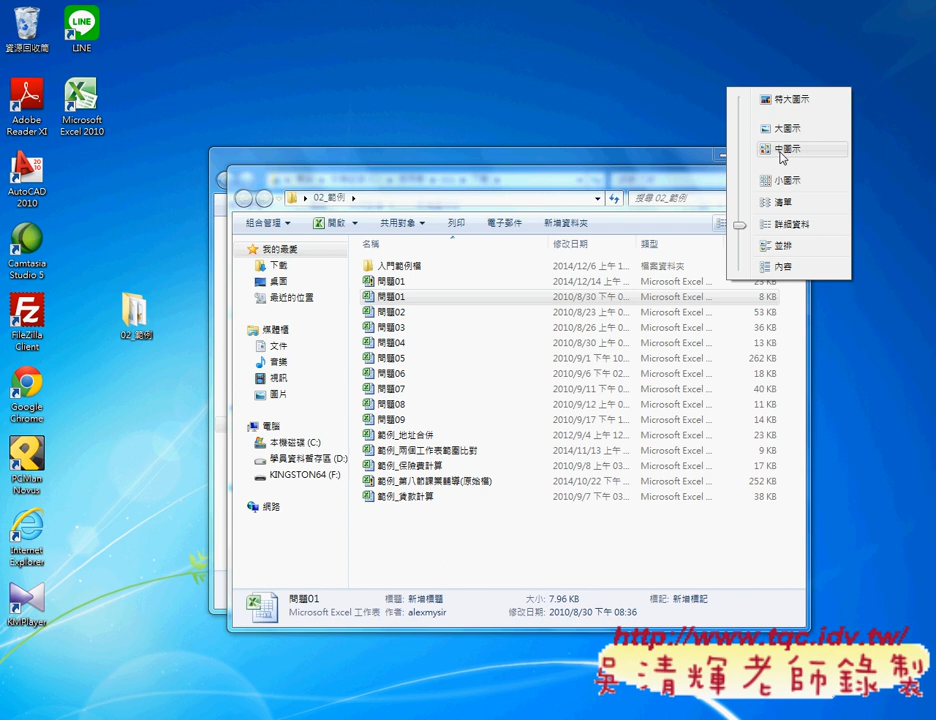 資源回收筒
LINE
Adobe
Reader XI
Microsoft
Excel 2010
AutoCAD
2010
Camtasia
Studio 5
FileZilla
Client
Google
Chrome
PCMan
Novus
Internet
Explorer
KMPlayer
02_範例
特大圖示
大圖示
中圖示
小圖示
清單
詳細資料
並排
內容
02_範例
搜尋 02_範例
組合管理 開啟 共用對象 列印 電子郵件 新增資料夾
我的最愛
下載
桌面
最近的位置
媒體櫃
文件
音樂
視訊
圖片
電腦
本機磁碟 (C:)
學員資料暫存區 (D:)
KINGSTON64 (F:)
網路
名稱 修改日期 類型
入門範例檔 2014/12/6 上午 1... 檔案資料夾
問題01 2014/12/14 上午 ... Microsoft Excel ... 23 KB
問題01 2010/8/30 下午 0... Microsoft Excel ... 8 KB
問題02 2010/8/23 上午 0... Microsoft Excel ... 53 KB
問題03 2010/8/26 上午 0... Microsoft Excel ... 36 KB
問題04 2010/8/30 上午 0... Microsoft Excel ... 13 KB
問題05 2010/9/1 下午 10... Microsoft Excel ... 262 KB
問題06 2010/9/6 下午 02... Microsoft Excel ... 18 KB
問題07 2010/9/11 下午 0... Microsoft Excel ... 40 KB
問題08 2010/9/12 上午 0... Microsoft Excel ... 11 KB
問題09 2010/9/12 上午 0... Microsoft Excel ... 14 KB
範例_地址合併 2012/9/4 上午 12... Microsoft Excel ... 23 KB
範例_兩個工作表範圍比對 2014/11/13 上午 ... Microsoft Excel ... 9 KB
範例_保險費計算 2010/9/8 上午 03... Microsoft Excel ... 17 KB
範例_第八節課業輔導(原始檔) 2014/10/22 下午 ... Microsoft Excel ... 252 KB
範例_貸款計算 2010/9/7 下午 03... Microsoft Excel ... 38 KB
問題01 標題: 新增標題 大小: 7.96 KB 標記: 新增標記
Microsoft Excel 工作表 作者: alexmysir 修改日期: 2010/8/30 下午 08:36
http://www.tqc.idv.tw/
吳清輝老師錄製